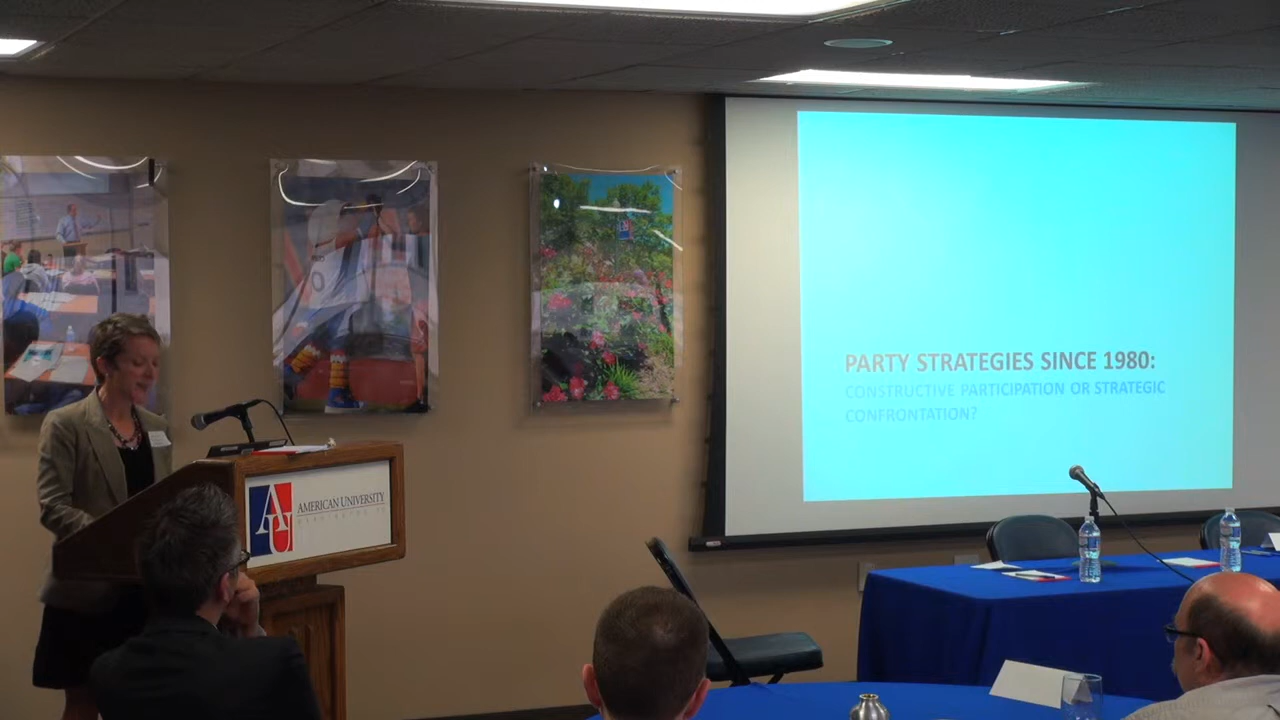 PARTY STRATEGIES SINCE 1980:
CONSTRUCTIVE PARTICIPATION OR STRATEGIC
CONFRONTATION?
AU
AMERICAN UNIVERSITY